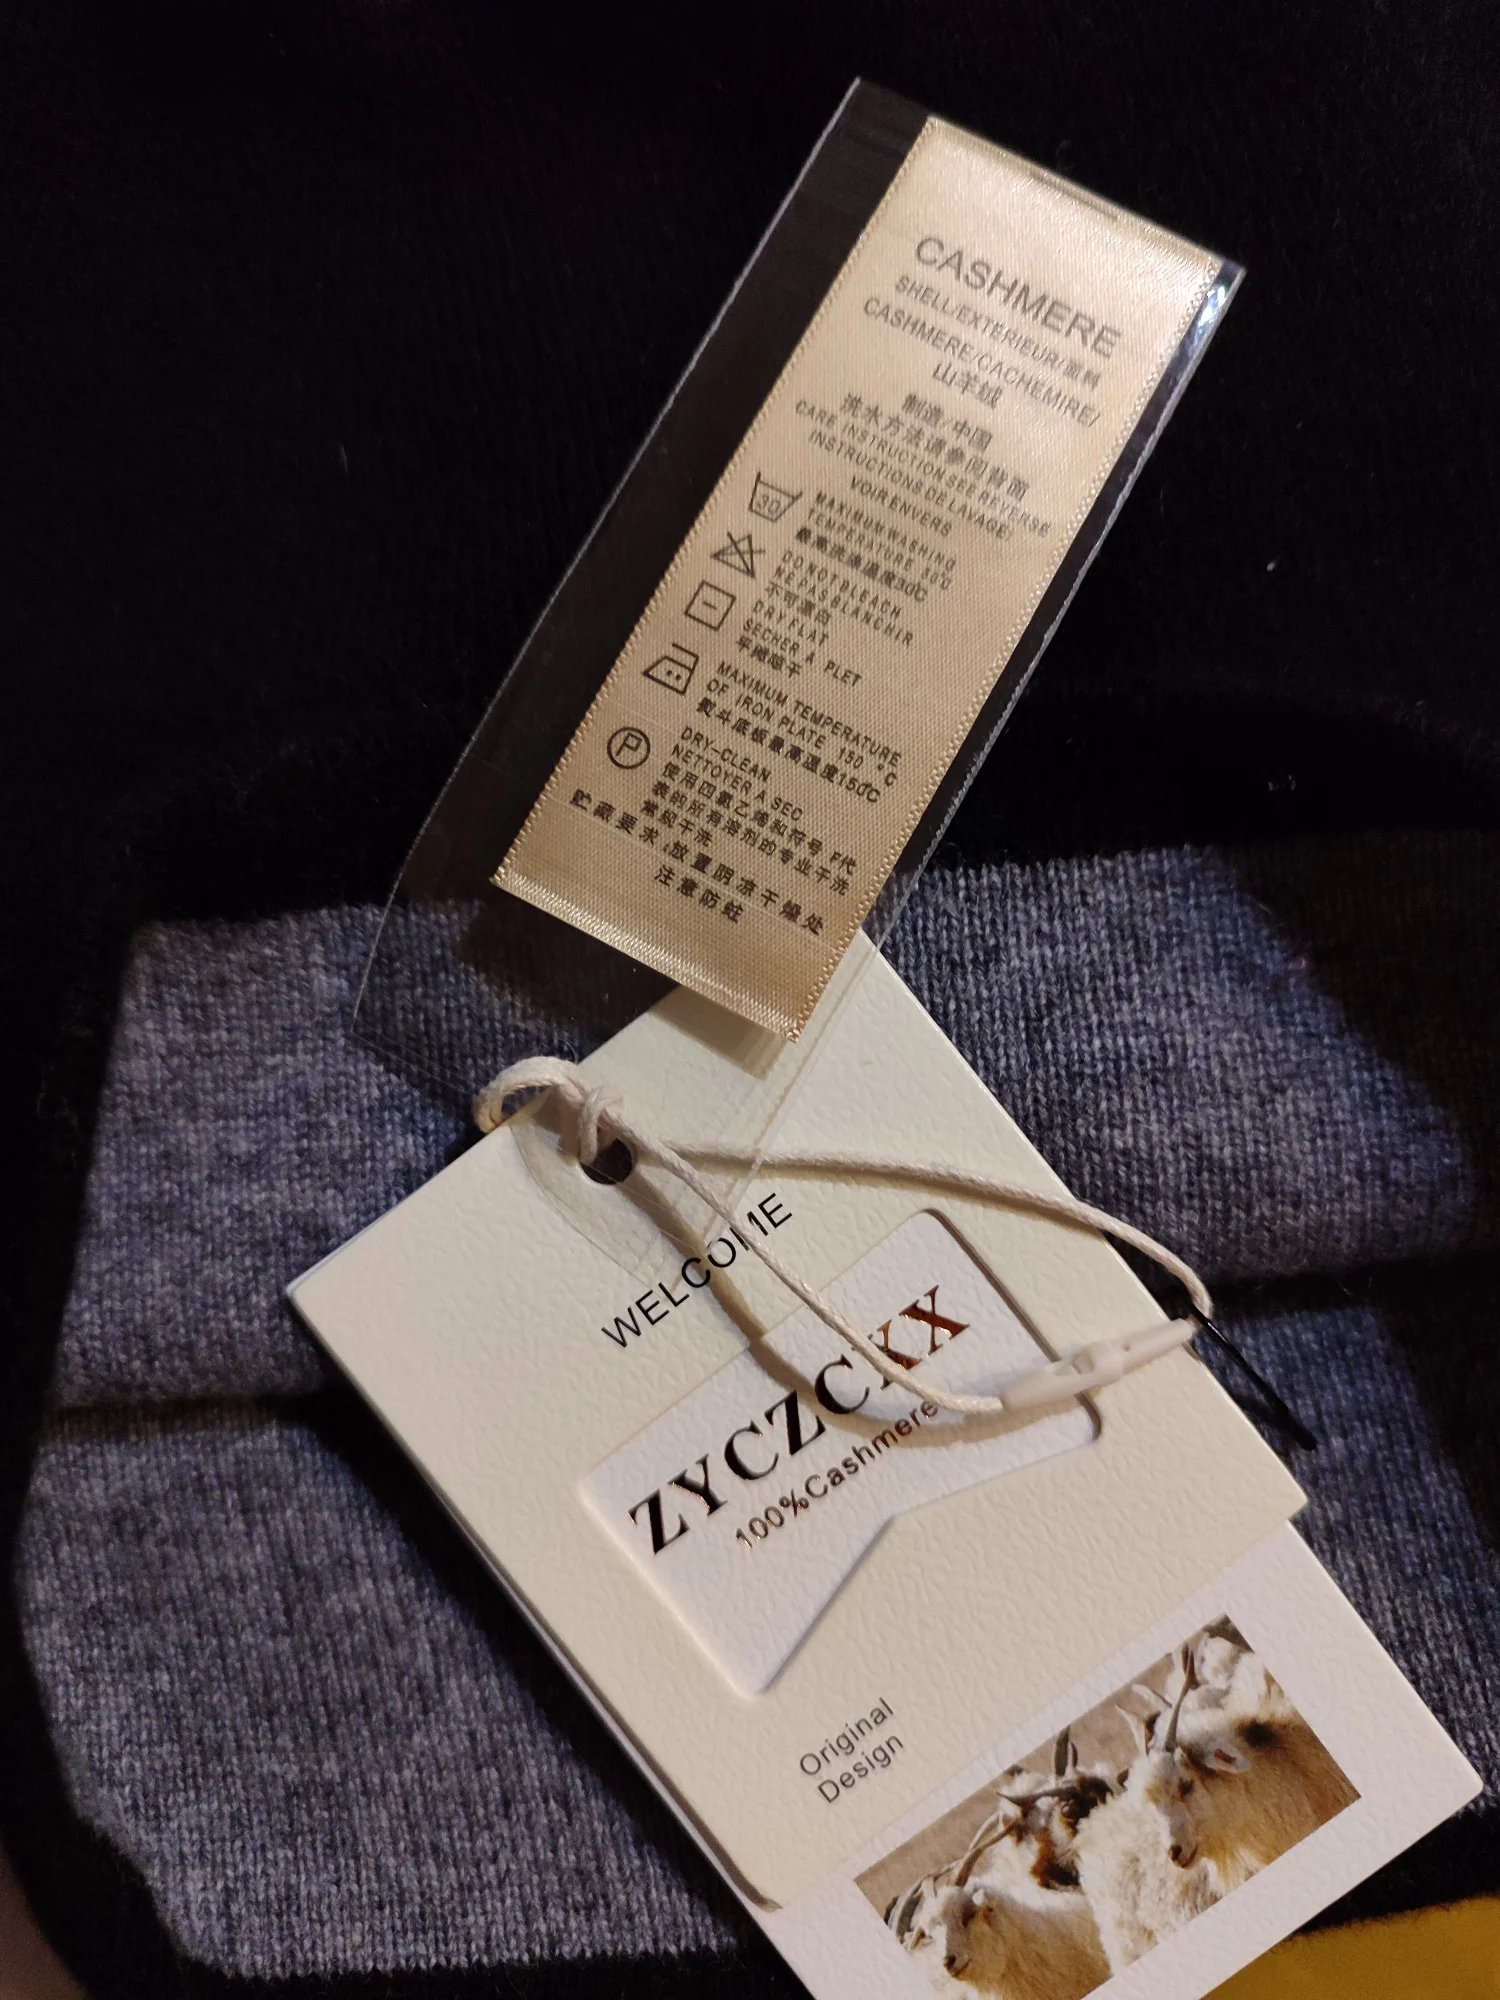 CASHMERE
SHELL/EXTERIEUR/面料
CASHMERE/CACHEMIRE/
山羊绒
制造/中国
洗水方法请参阅背面
CARE INSTRUCTION SEE REVERSE
INSTRUCTIONS DE LAVAGE/
VOIR ENVERS
30
MAXIMUM WASHING
TEMPERATURE 30℃
最高洗涤温度30℃
DO NOT BLEACH
NE PAS BLANCHIR
不可漂白
DRY FLAT
SECHER A PLET
平摊晾干
MAXIMUM TEMPERATURE
OF IRON PLATE 150 ℃
熨斗底板最高温度150℃
P
DRY-CLEAN
NETTOYER A SEC
使用四氯乙烯和符号 F代
表的所有溶剂的专业干洗
常规干洗
贮藏要求:放置阴凉干燥处
注意防蛀
WELCOME
ZYCZCKX
100%Cashmere
Original
Design